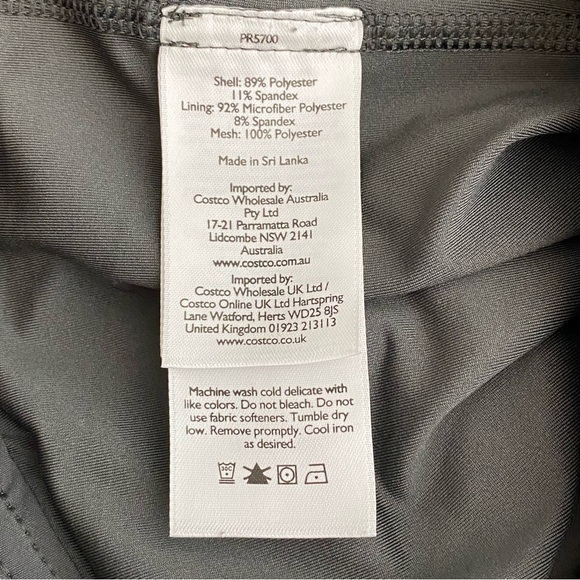 PR5700
Shell: 89% Polyester
11% Spandex
Lining: 92% Microfiber Polyester
8% Spandex
Mesh: 100% Polyester
Made in Sri Lanka
Imported by:
Costco Wholesale Australia
Pty Ltd
17-21 Parramatta Road
Lidcombe NSW 2141
Australia
www.costco.com.au
Imported by:
Costco Wholesale UK Ltd /
Costco Online UK Ltd Hartspring
Lane Watford, Herts WD25 8JS
United Kingdom 01923 213113
www.costco.co.uk
Machine wash cold delicate with
like colors. Do not bleach. Do not
use fabric softeners. Tumble dry
low. Remove promptly. Cool iron
as desired.
30C